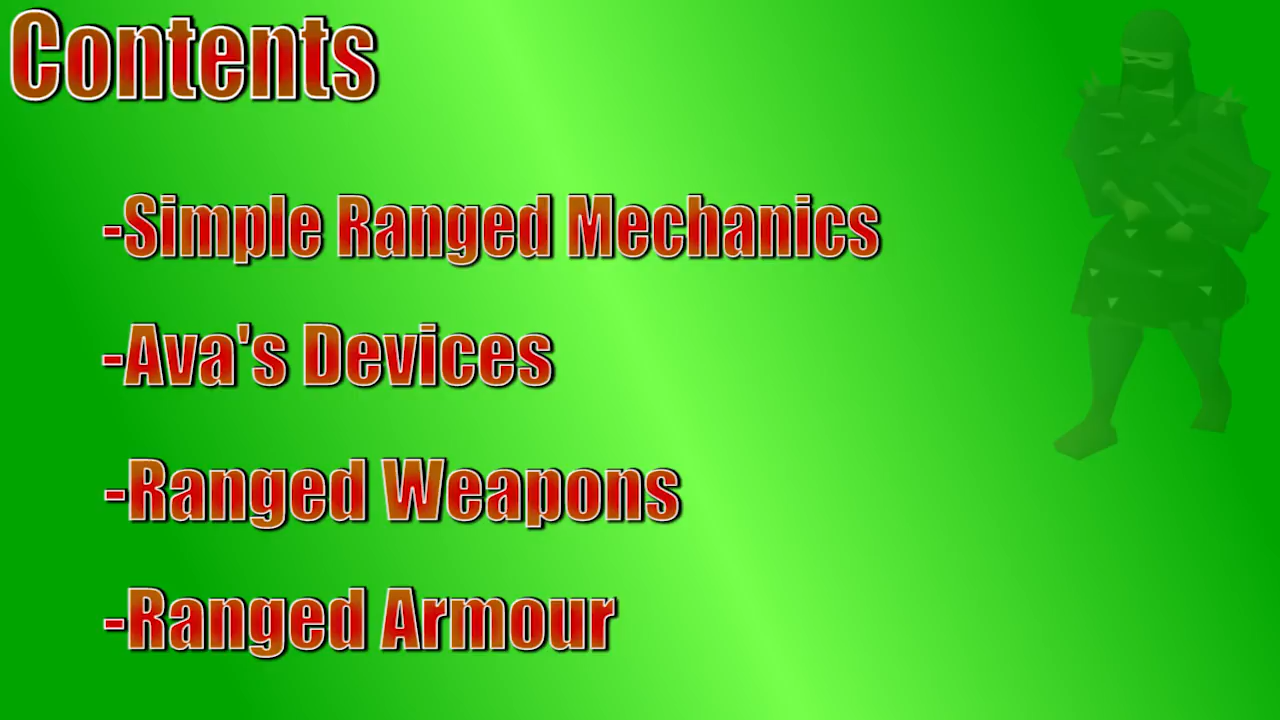 Contents
-Simple Ranged Mechanics
-Ava's Devices
-Ranged Weapons
-Ranged Armour